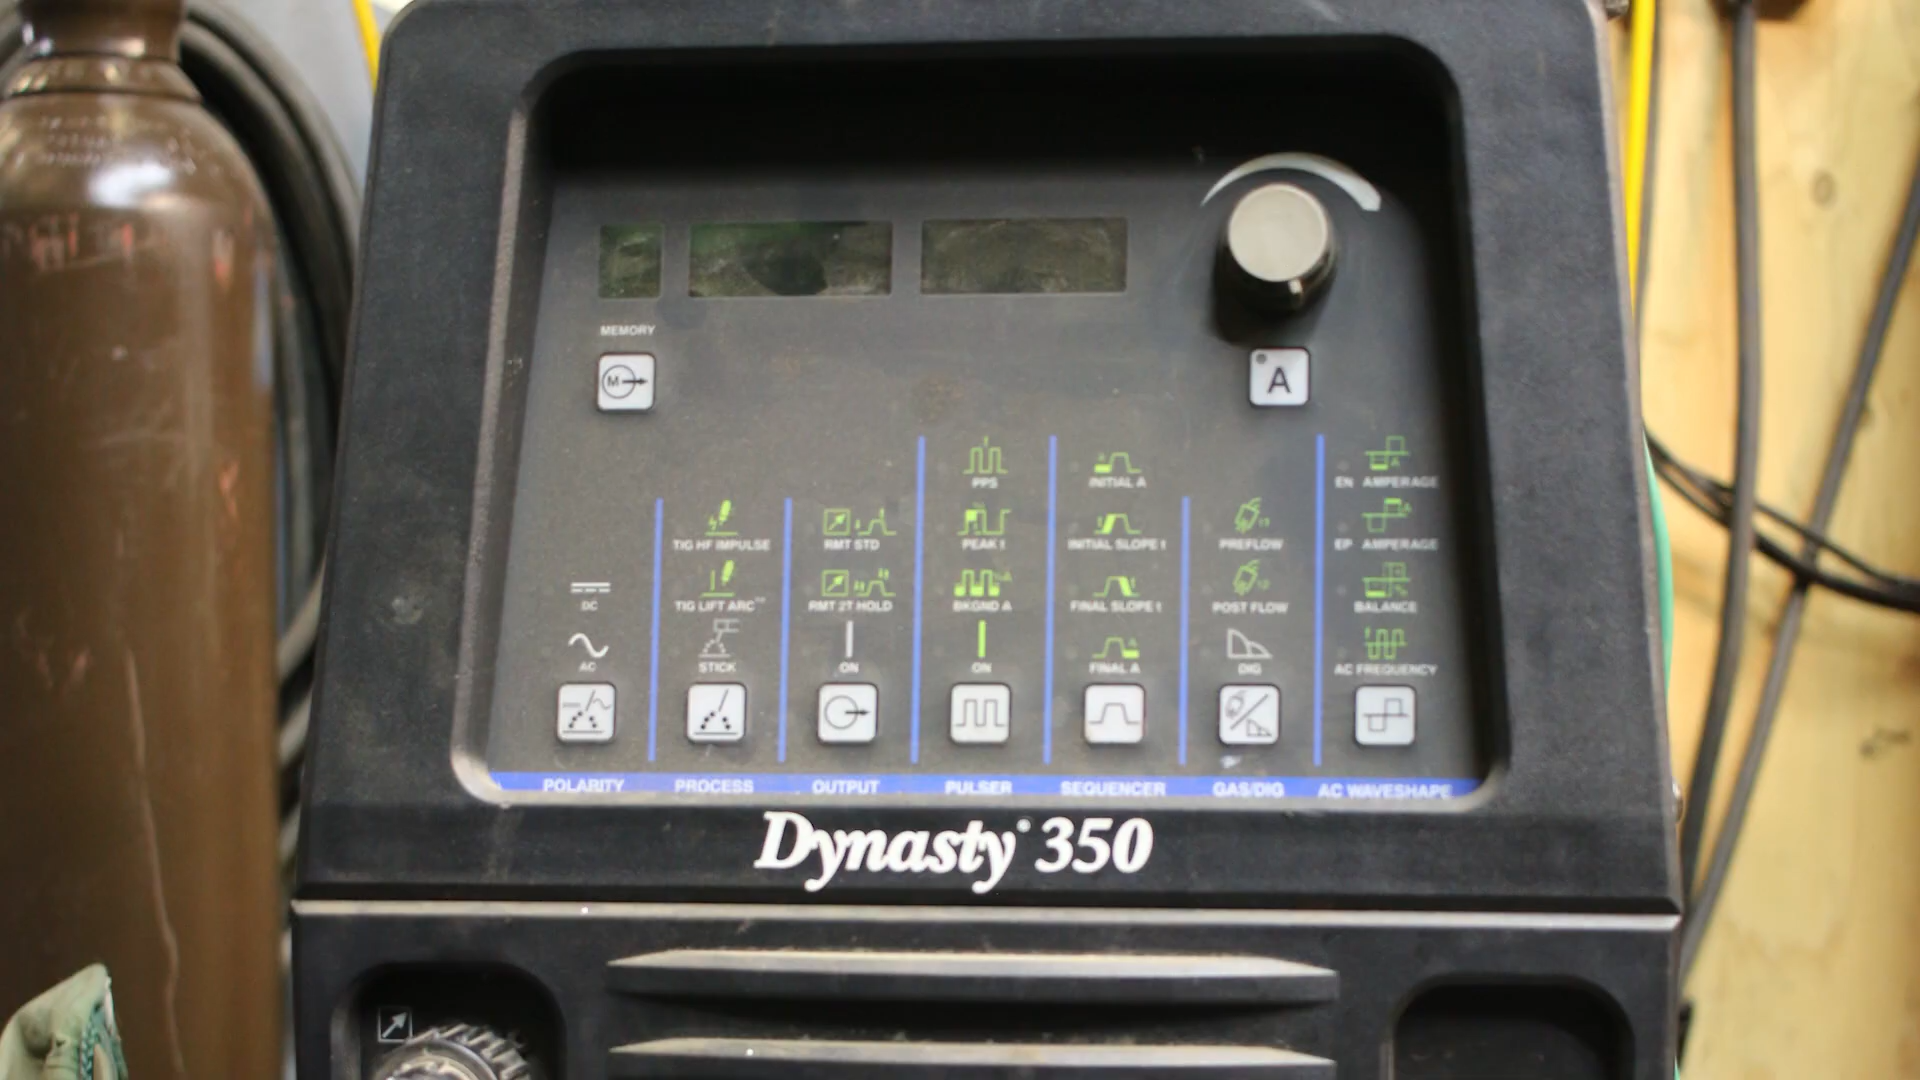 MEMORY
M
A
PPS
INITIAL A
EN AMPERAGE
TIG HF IMPULSE
RMT STD
PEAK t
INITIAL SLOPE t
PREFLOW
EP AMPERAGE
DC
TIG LIFT ARC™
RMT 2T HOLD
BKGND A
FINAL SLOPE t
POST FLOW
BALANCE
AC
STICK
ON
ON
FINAL A
DIG
AC FREQUENCY
POLARITY
PROCESS
OUTPUT
PULSER
SEQUENCER
GAS/DIG
AC WAVESHAPE
Dynasty® 350